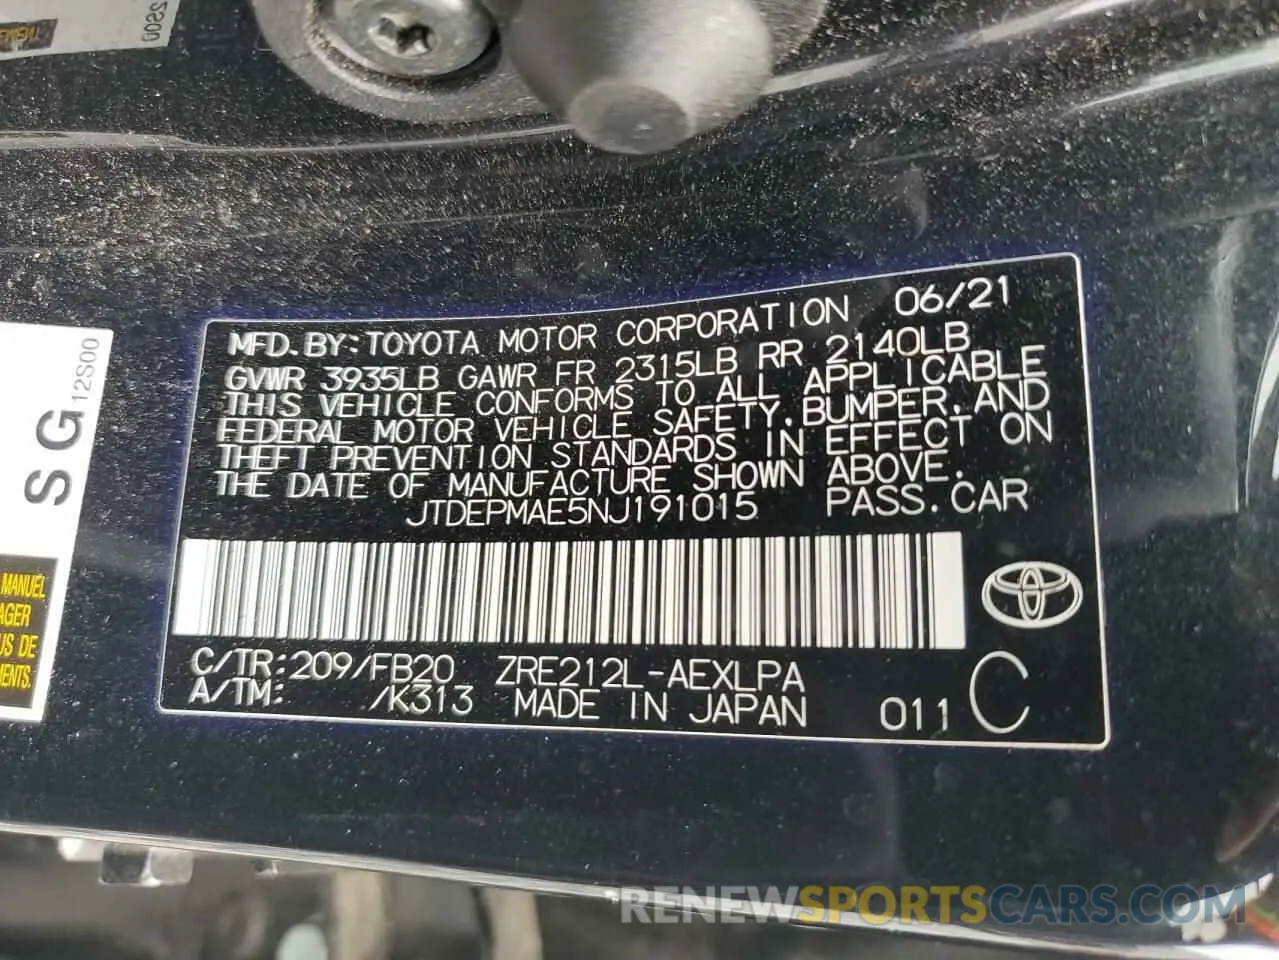 2S00
MFD.BY:TOYOTA MOTOR CORPORATION 06/21
GVWR 3935LB GAWR FR 2315LB RR 2140LB
THIS VEHICLE CONFORMS TO ALL APPLICABLE
FEDERAL MOTOR VEHICLE SAFETY,BUMPER,AND
THEFT PREVENTION STANDARDS IN EFFECT ON
THE DATE OF MANUFACTURE SHOWN ABOVE.
JTDEPMAE5NJ191015 PASS.CAR
C/TR:209/FB20 ZRE212L-AEXLPA
A/TM: /K313 MADE IN JAPAN 011 C
SG 12S00
MANUEL
AGER
US DE
MENTS.
RENEWSPORTSCARS.COM